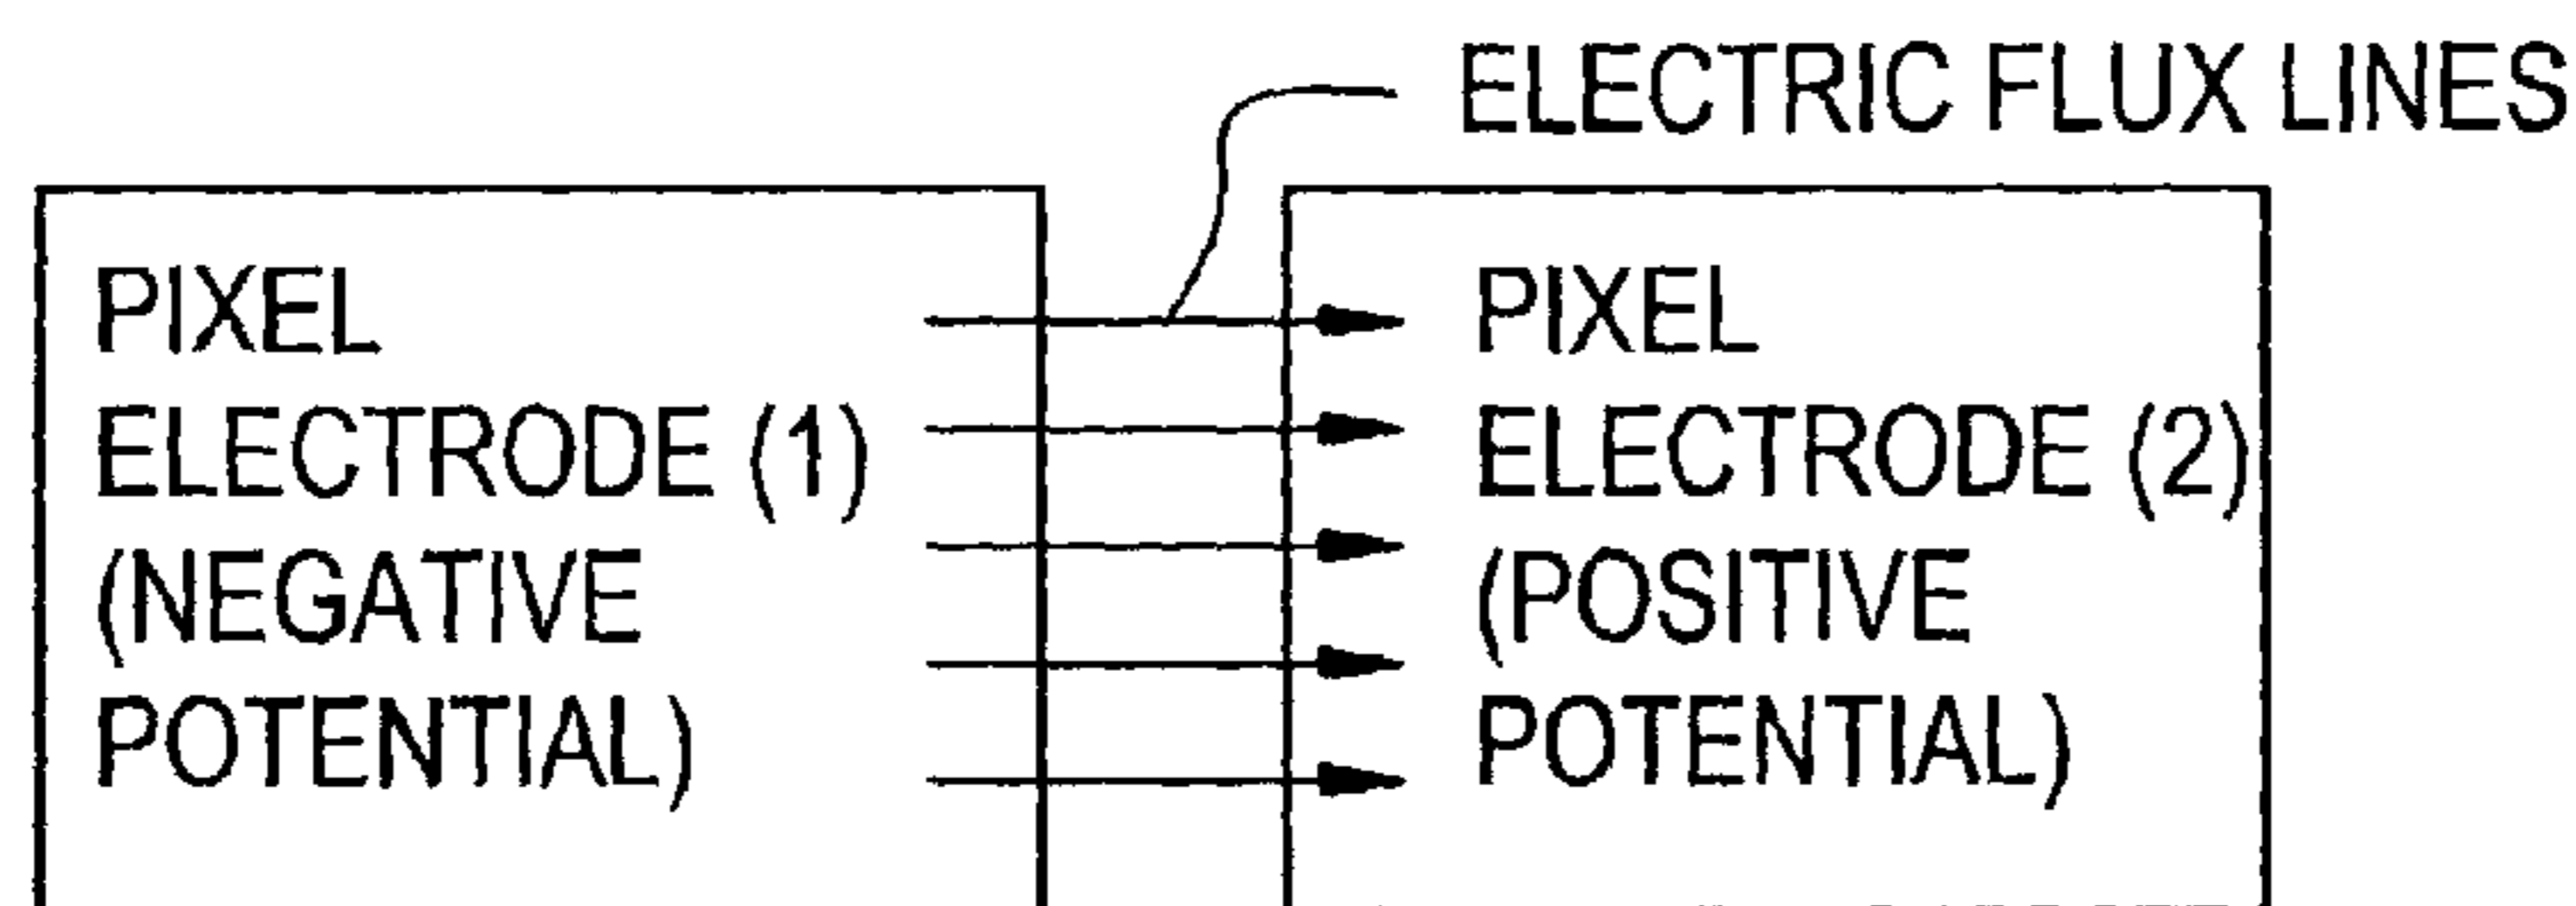 ELECTRIC FLUX LINES
PIXEL
ELECTRODE (1)
(NEGATIVE
POTENTIAL)
PIXEL
ELECTRODE (2)
(POSITIVE
POTENTIAL)